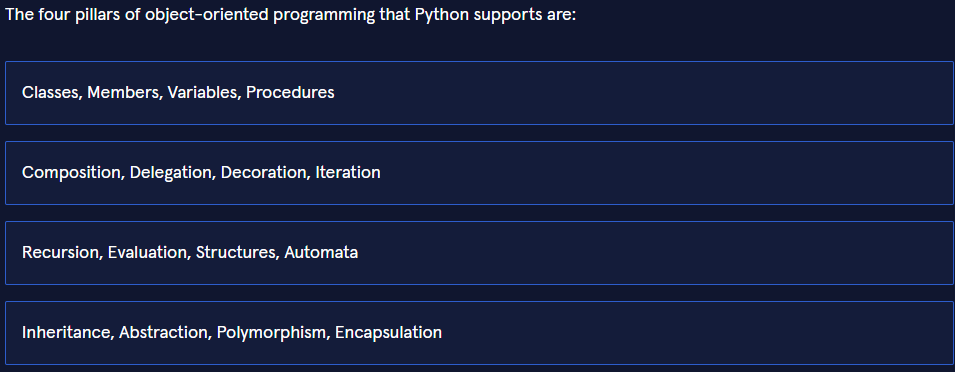 The four pillars of object-oriented programming that Python supports are:
Classes, Members, Variables, Procedures
Composition, Delegation, Decoration, Iteration
Recursion, Evaluation, Structures, Automata
Inheritance, Abstraction, Polymorphism, Encapsulation